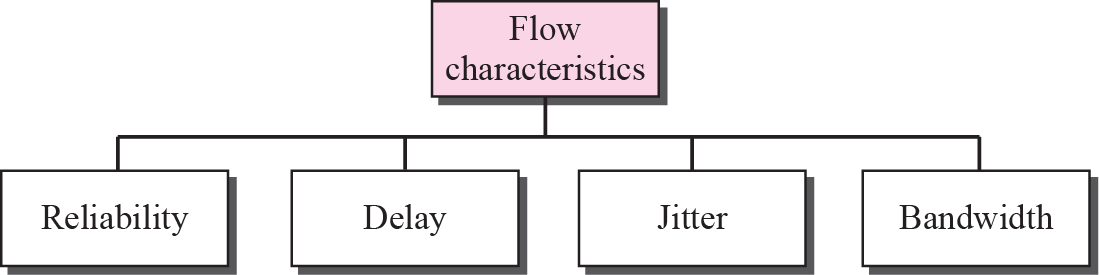 Flow
characteristics
Reliability
Delay
Jitter
Bandwidth